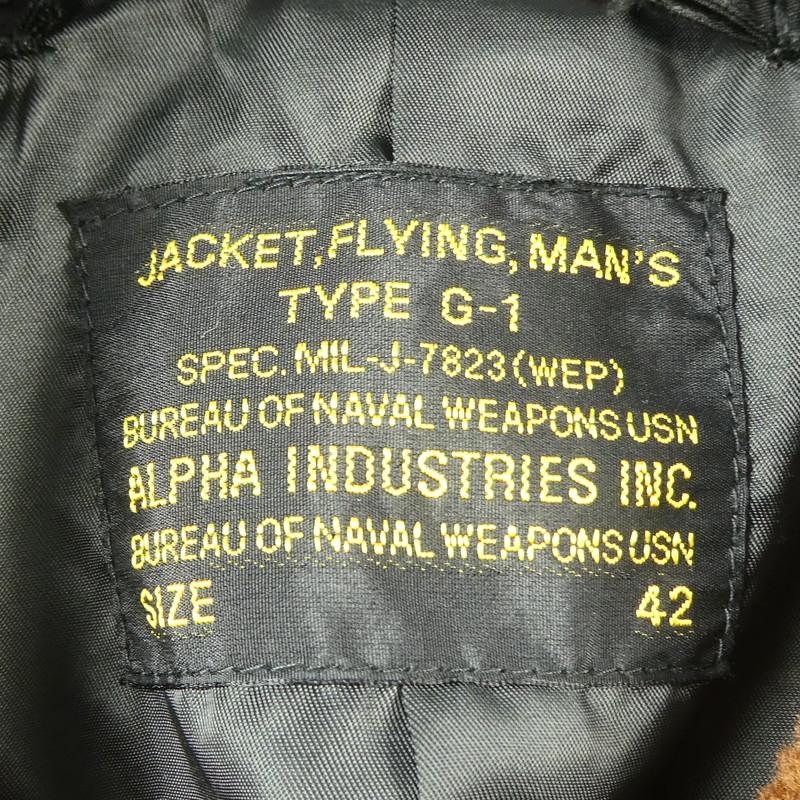 JACKET, FLYING, MAN'S
TYPE G-1
SPEC. MIL-J-7823 (WEP)
BUREAU OF NAVAL WEAPONS USN
ALPHA INDUSTRIES INC.
BUREAU OF NAVAL WEAPONS USN
SIZE 42